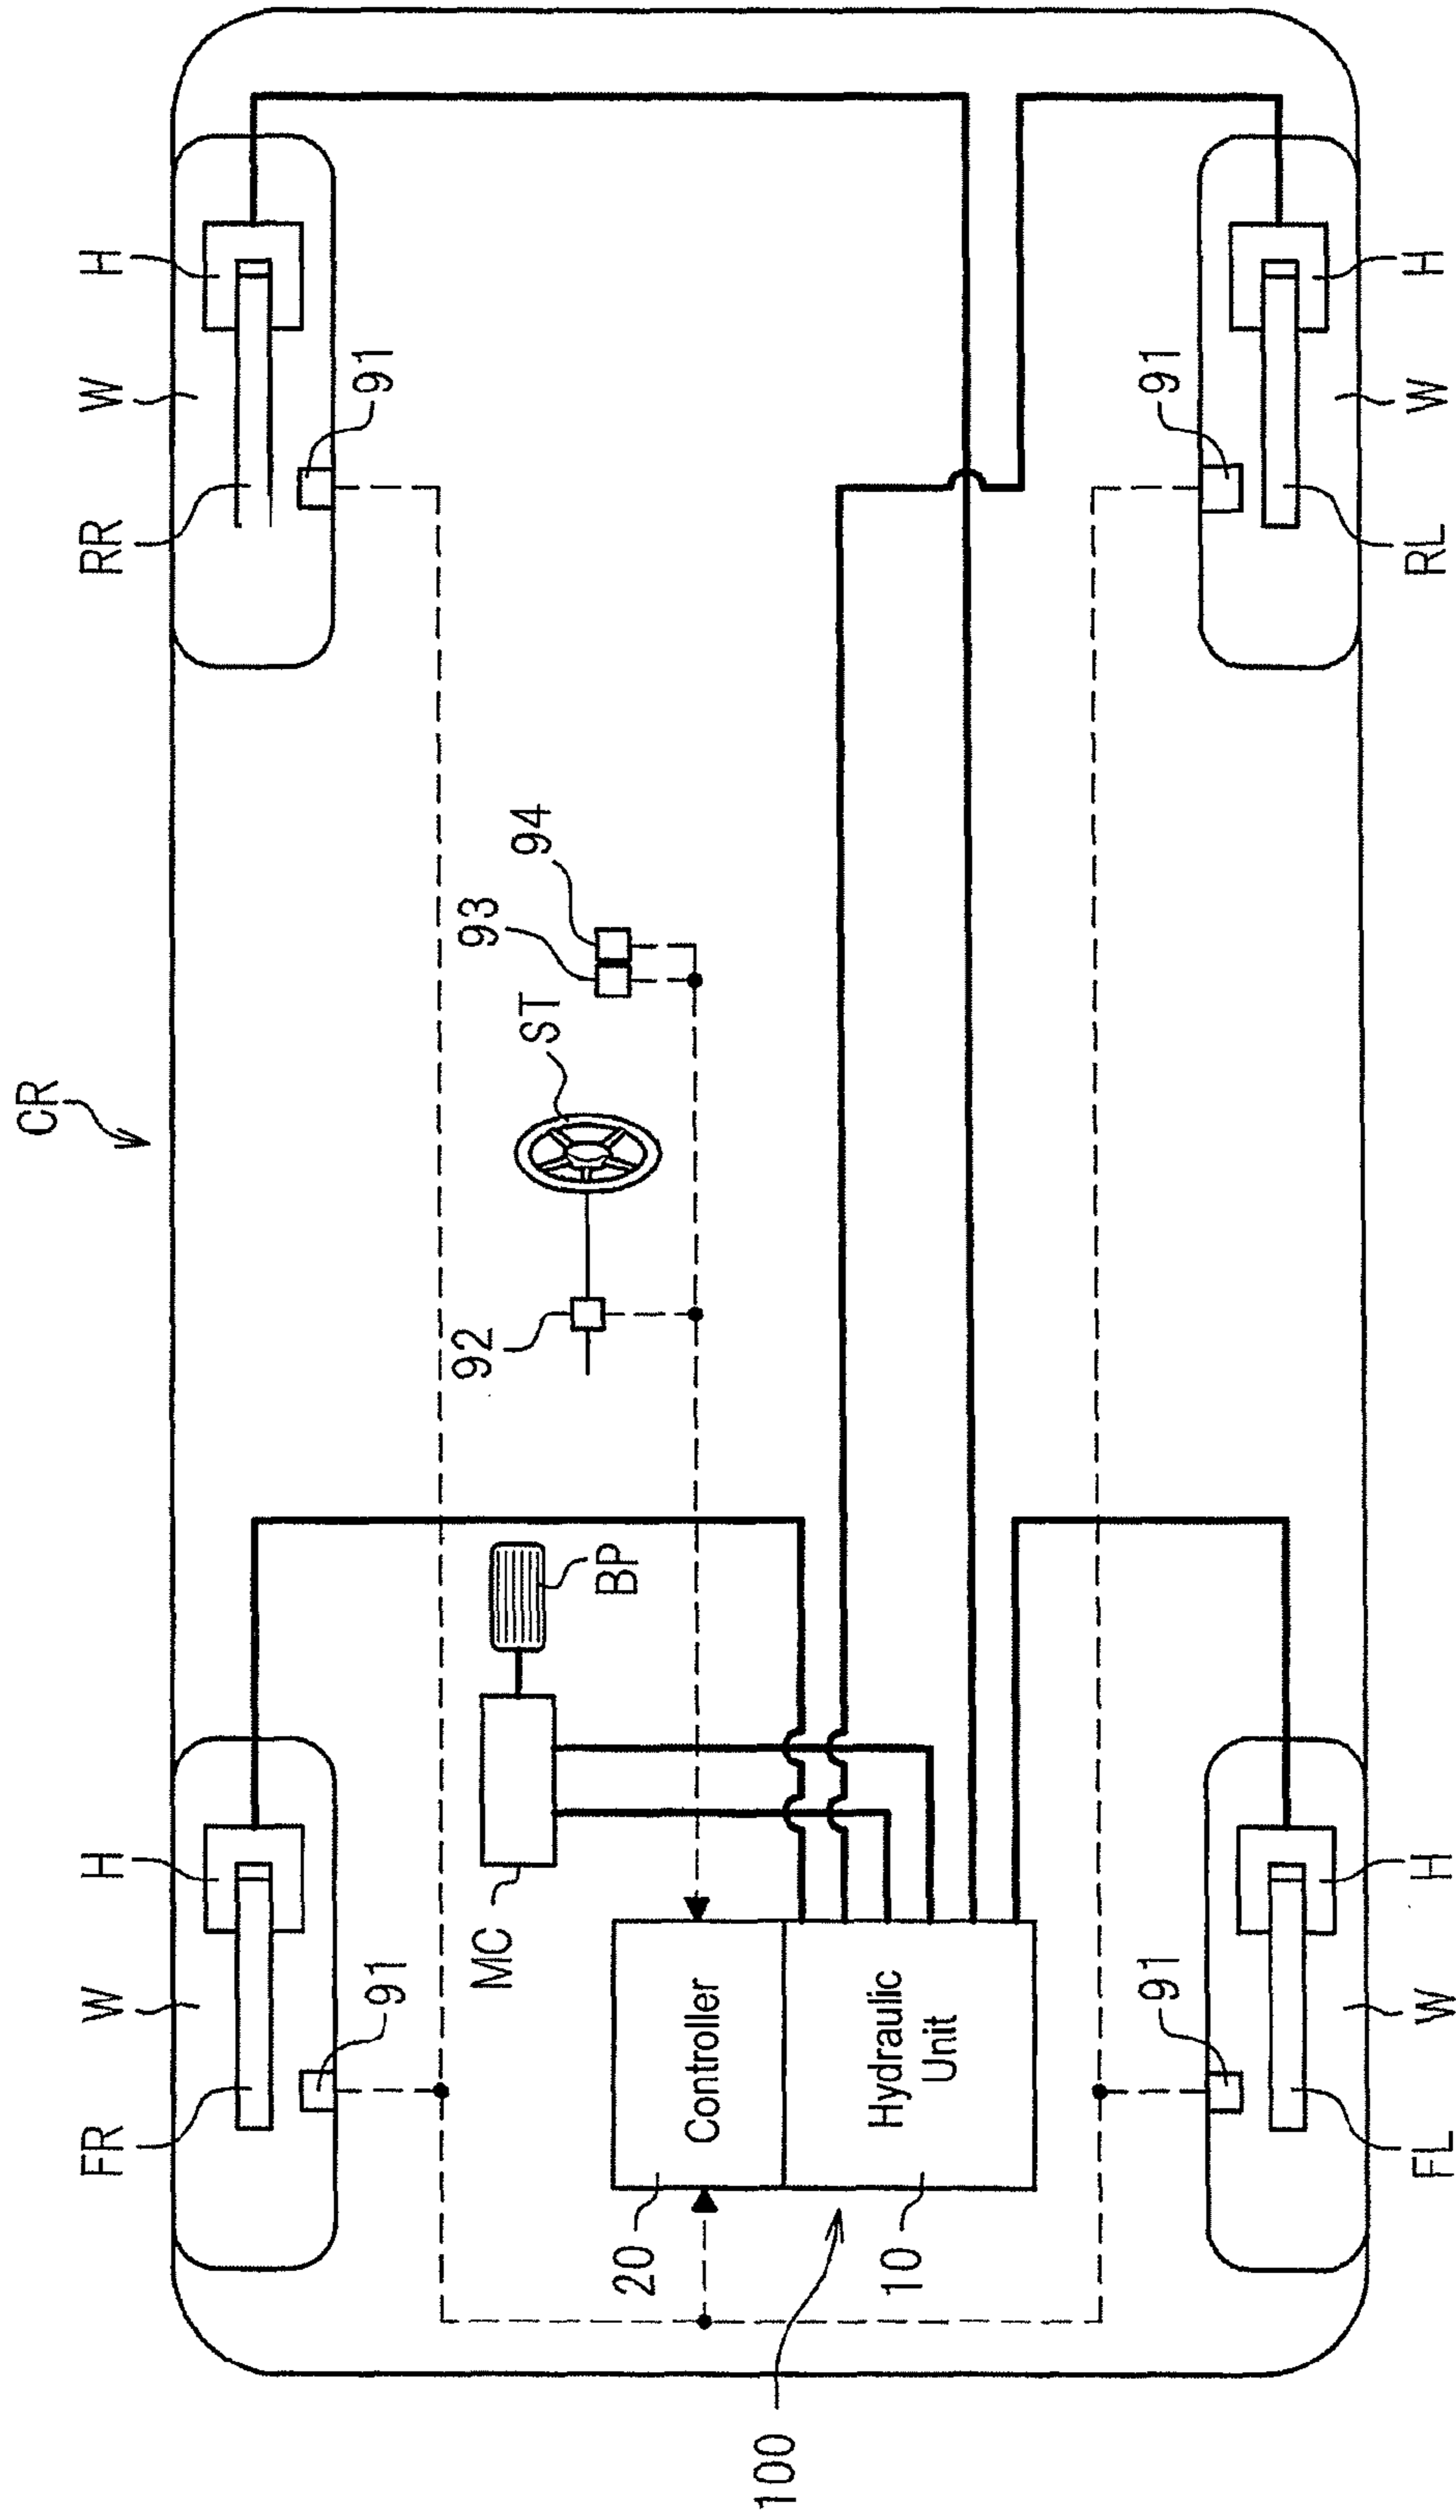 CR
FR
W
H
RR
W
H
91
91
MC
92
93
ST
94
BP
20
Controller
100
10
Hydraulic
Unit
91
91
FL
W
H
RL
W
H